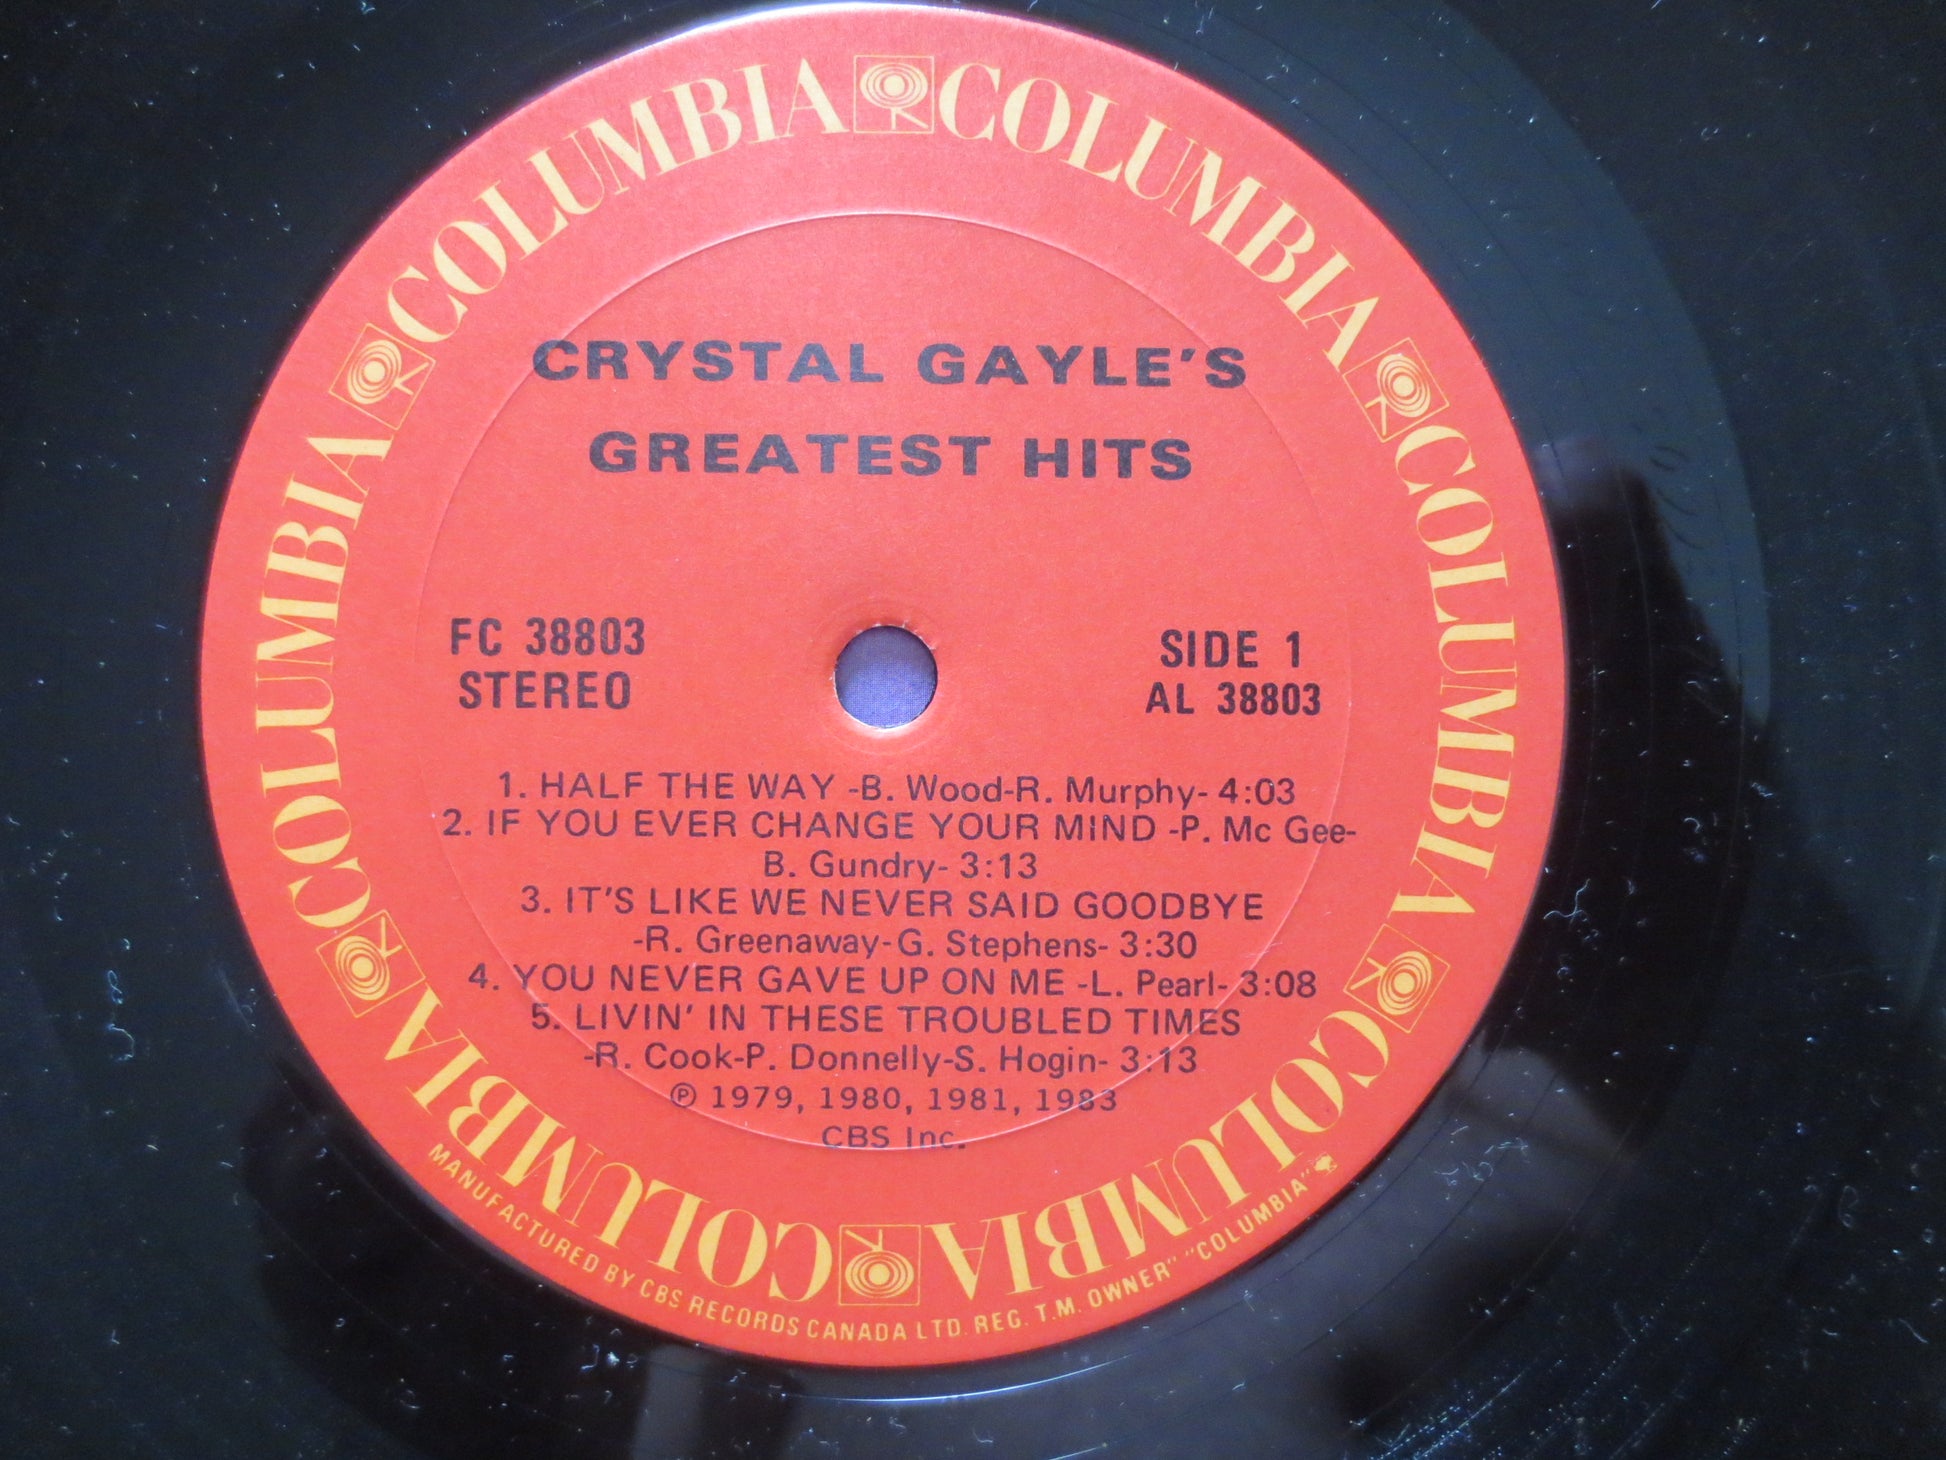 COLUMBIA COLUMBIA COLUMBIA COLUMBIA COLUMBIA COLUMBIA
CRYSTAL GAYLE'S
GREATEST HITS
FC 38803
STEREO
SIDE 1
AL 38803
1. HALF THE WAY -B. Wood-R. Murphy- 4:03
2. IF YOU EVER CHANGE YOUR MIND -P. Mc Gee-
B. Gundry- 3:13
3. IT'S LIKE WE NEVER SAID GOODBYE
-R. Greenaway-G. Stephens- 3:30
4. YOU NEVER GAVE UP ON ME -L. Pearl- 3:08
5. LIVIN' IN THESE TROUBLED TIMES
-R. Cook-P. Donnelly-S. Hogin- 3:13
℗ 1979, 1980, 1981, 1983
CBS Inc.
MANUFACTURED BY CBS RECORDS CANADA LTD. REG. T.M. OWNER" "COLUMBIA"